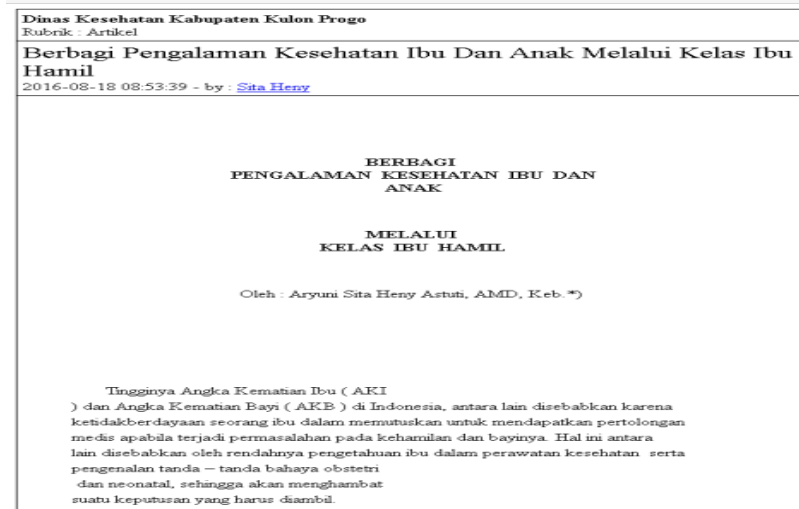 Dinas Kesehatan Kabupaten Kulon Progo
Rubrik : Artikel
Berbagi Pengalaman Kesehatan Ibu Dan Anak Melalui Kelas Ibu
Hamil
2016-08-18 08:53:39 - by : Sita Heny
BERBAGI
PENGALAMAN KESEHATAN IBU DAN
ANAK
MELALUI
KELAS IBU HAMIL
Oleh : Aryuni Sita Heny Astuti, AMD, Keb.*)
Tingginya Angka Kematian Ibu ( AKI
) dan Angka Kematian Bayi ( AKB ) di Indonesia, antara lain disebabkan karena
ketidakberdayaan seorang ibu dalam memutuskan untuk mendapatkan pertolongan
medis apabila terjadi permasalahan pada kehamilan dan bayinya. Hal ini antara
lain disebabkan oleh rendahnya pengetahuan ibu dalam perawatan kesehatan serta
pengenalan tanda – tanda bahaya obstetri
dan neonatal, sehingga akan menghambat
suatu keputusan yang harus diambil.